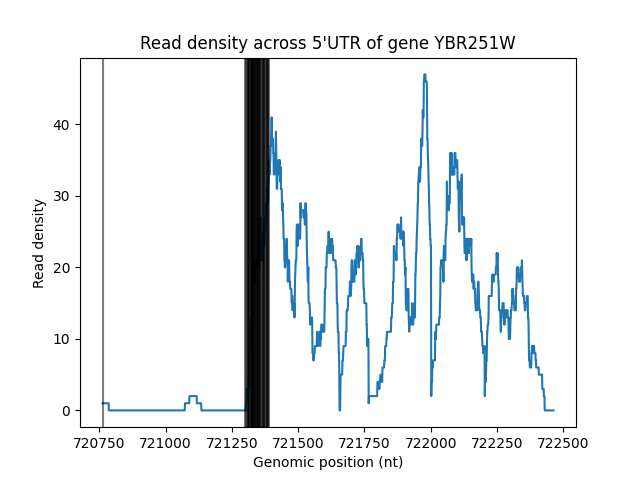 Read density across 5'UTR of gene YBR251W
Read density
40
30
20
10
0
720750 721000 721250 721500 721750 722000 722250 722500
Genomic position (nt)